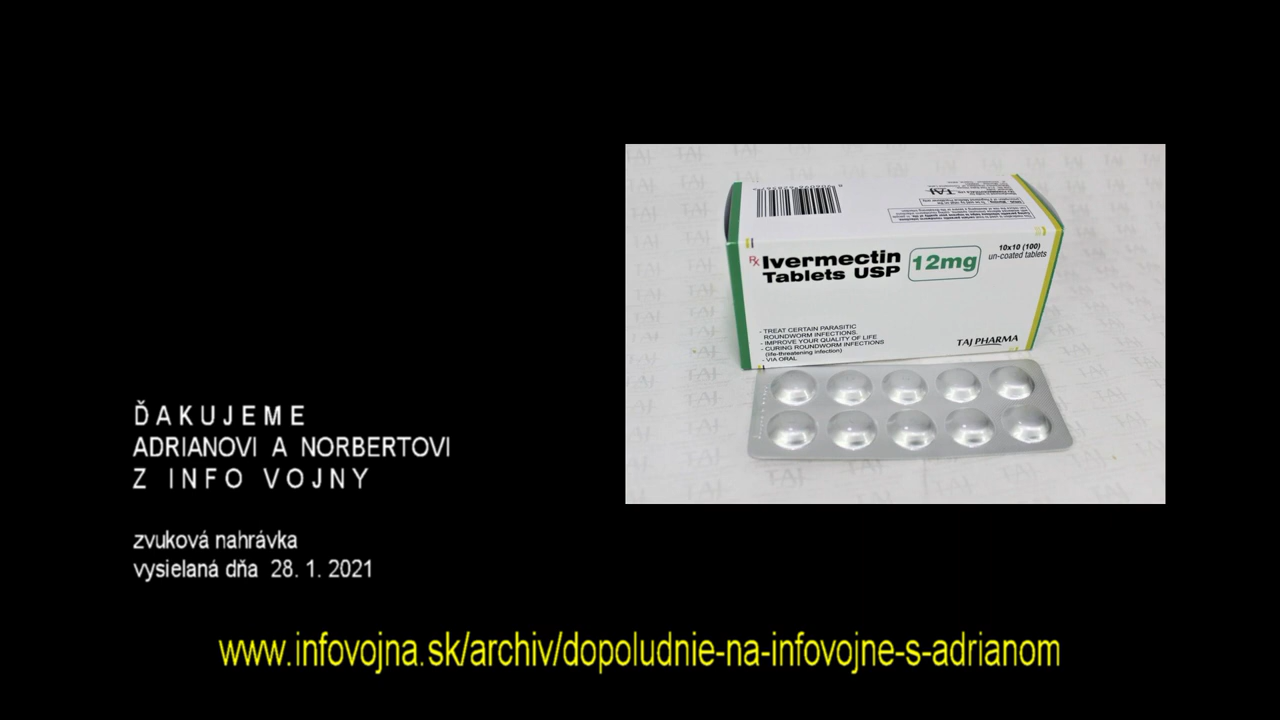 ĎAKUJEME
ADRIANOVI A NORBERTOVI
Z INFO VOJNY
zvuková nahrávka
vysielaná dňa 28. 1. 2021
www.infovojna.sk/archiv/dopoludnie-na-infovojne-s-adrianom
Rx Ivermectin
Tablets USP
12mg
10x10 (100)
un-coated tablets
- TREAT CERTAIN PARASITIC
ROUNDWORM INFECTIONS.
- IMPROVE YOUR QUALITY OF LIFE
- CURING ROUNDWORM INFECTIONS
(life-threatening infection)
- VIA ORAL
TAJ PHARMA
TAJ